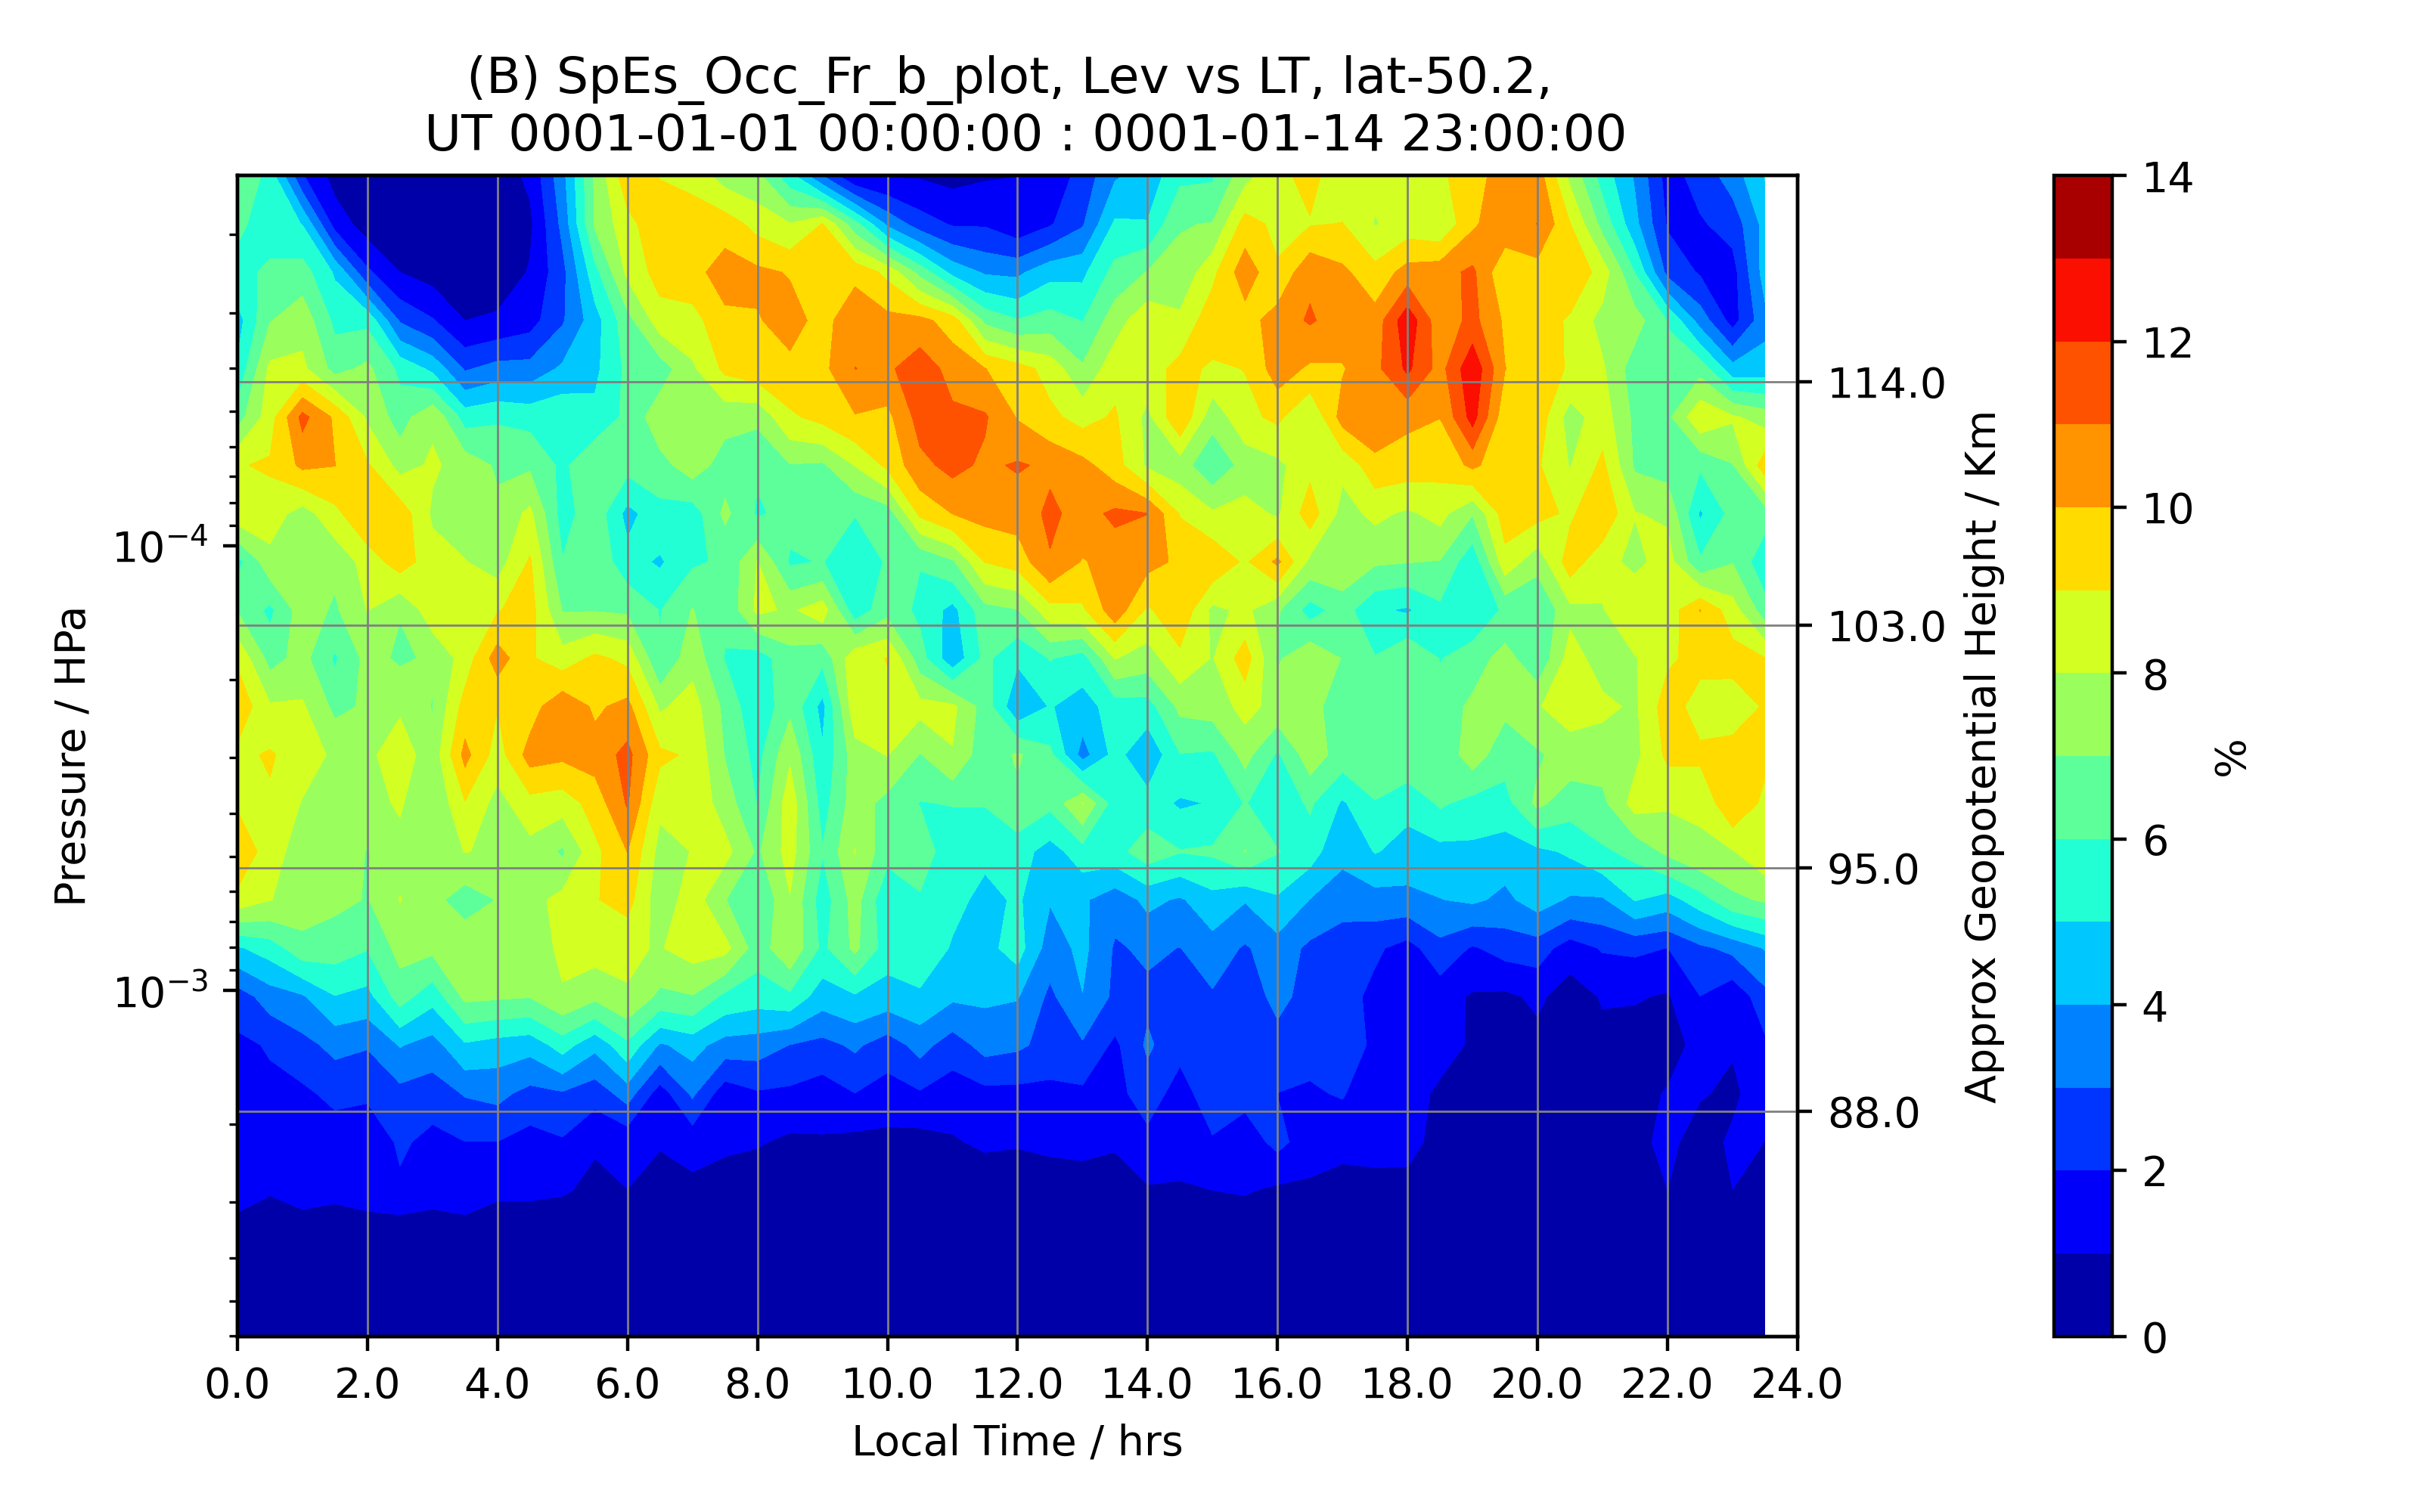 (B) SpEs_Occ_Fr_b_plot, Lev vs LT, lat-50.2,
UT 0001-01-01 00:00:00 : 0001-01-14 23:00:00
Pressure / HPa
10⁻⁴
10⁻³
0.0 2.0 4.0 6.0 8.0 10.0 12.0 14.0 16.0 18.0 20.0 22.0 24.0
Local Time / hrs
114.0
103.0
95.0
88.0
Approx Geopotential Height / Km
14
12
10
8
6
4
2
0
%